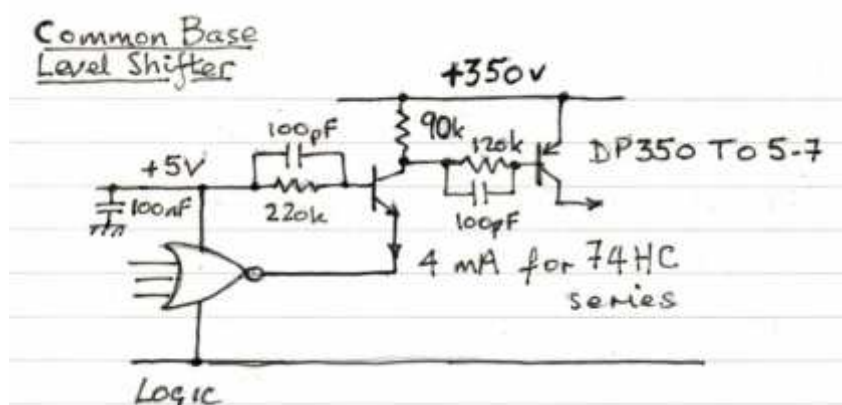 Common Base
Level Shifter
+350v
100pF
90k
120k
DP350 TO 5-7
+5V
100nF
220k
100pF
4 mA for 74HC
series
LOGIC